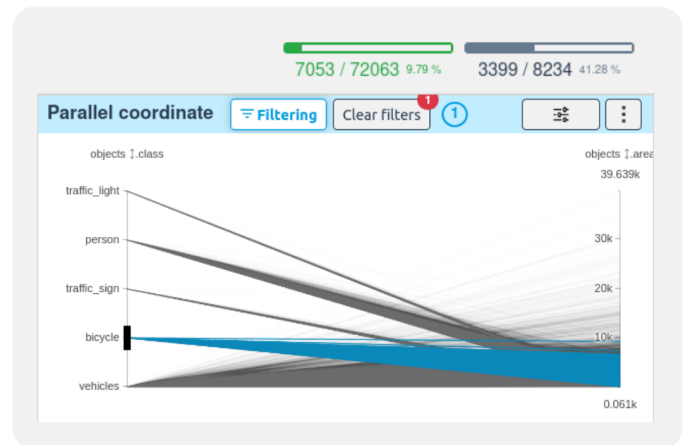 7053 / 72063 9.79 % 3399 / 8234 41.28 %
Parallel coordinate Filtering Clear filters 1 1
objects ↕.class objects ↕.area
39.639k
traffic_light
person 30k
traffic_sign 20k
bicycle 10k
vehicles
0.061k